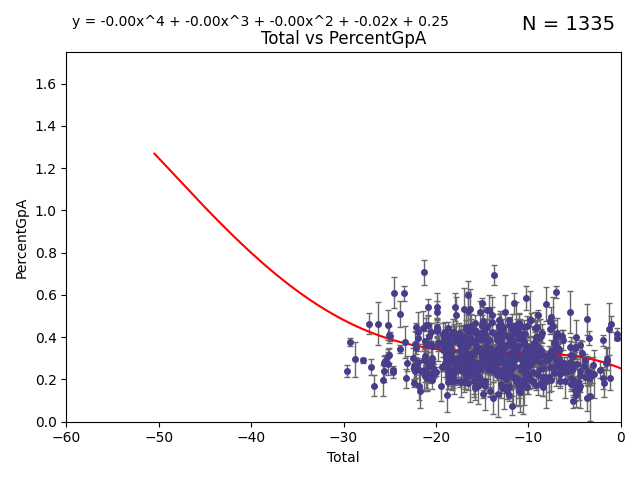 y = -0.00x^4 + -0.00x^3 + -0.00x^2 + -0.02x + 0.25
N = 1335
Total vs PercentGpA
1.6
1.4
1.2
1.0
0.8
0.6
0.4
0.2
0.0
PercentGpA
−60 −50 −40 −30 −20 −10 0
Total